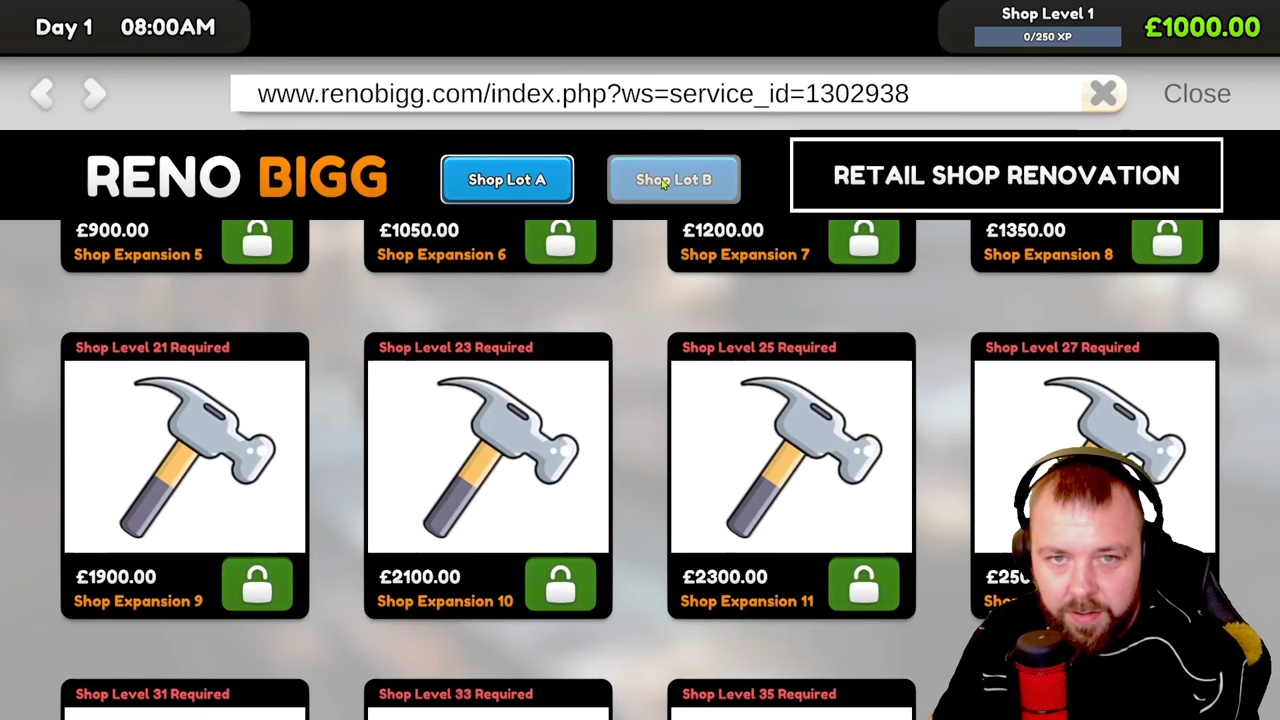 Day 1 08:00AM
Shop Level 1
0/250 XP
£1000.00
www.renobigg.com/index.php?ws=service_id=1302938
Close
RENO BIGG
Shop Lot A
Shop Lot B
RETAIL SHOP RENOVATION
£900.00
Shop Expansion 5
£1050.00
Shop Expansion 6
£1200.00
Shop Expansion 7
£1350.00
Shop Expansion 8
Shop Level 21 Required
£1900.00
Shop Expansion 9
Shop Level 23 Required
£2100.00
Shop Expansion 10
Shop Level 25 Required
£2300.00
Shop Expansion 11
Shop Level 27 Required
Shop Level 31 Required
Shop Level 33 Required
Shop Level 35 Required